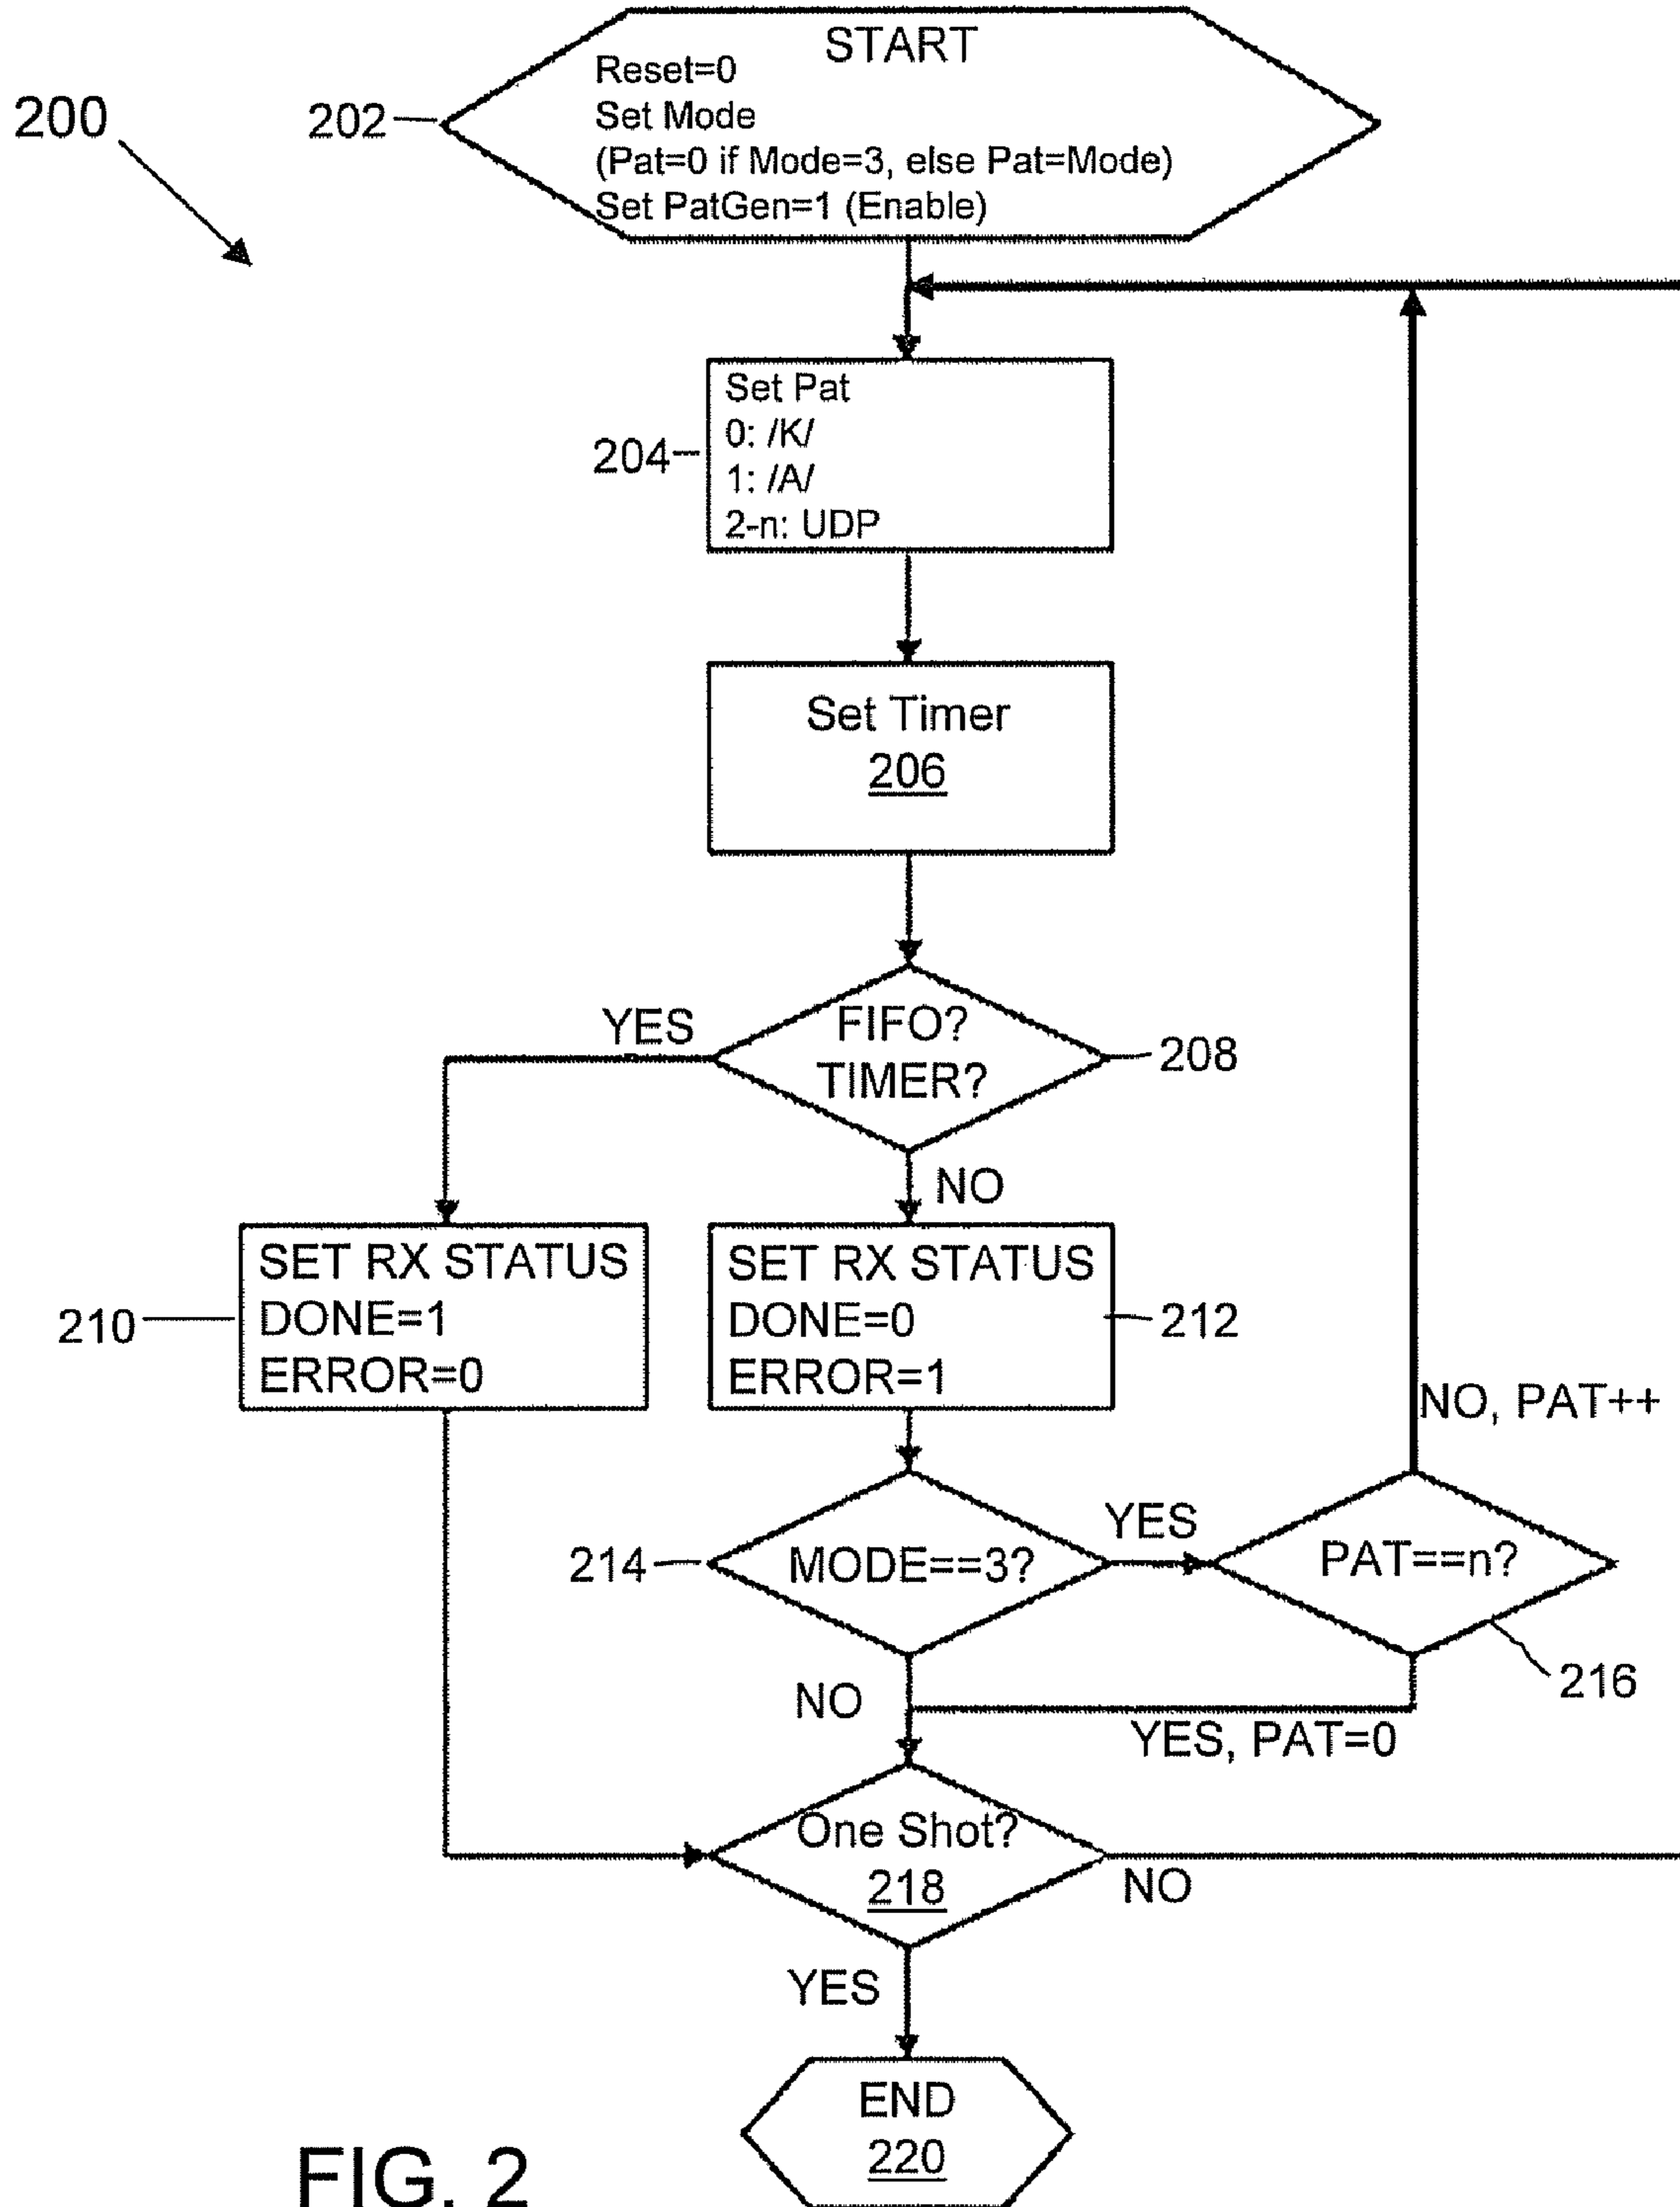 START
Reset=0
Set Mode
(Pat=0 if Mode=3, else Pat=Mode)
Set PatGen=1 (Enable)
200
202
Set Pat
0: /K/
1: /A/
2-n: UDP
204
Set Timer
206
FIFO?
TIMER?
208
YES
NO
SET RX STATUS
DONE=1
ERROR=0
210
SET RX STATUS
DONE=0
ERROR=1
212
NO, PAT++
MODE==3?
214
YES
PAT==n?
216
NO
YES, PAT=0
One Shot?
218
NO
YES
END
220
FIG. 2